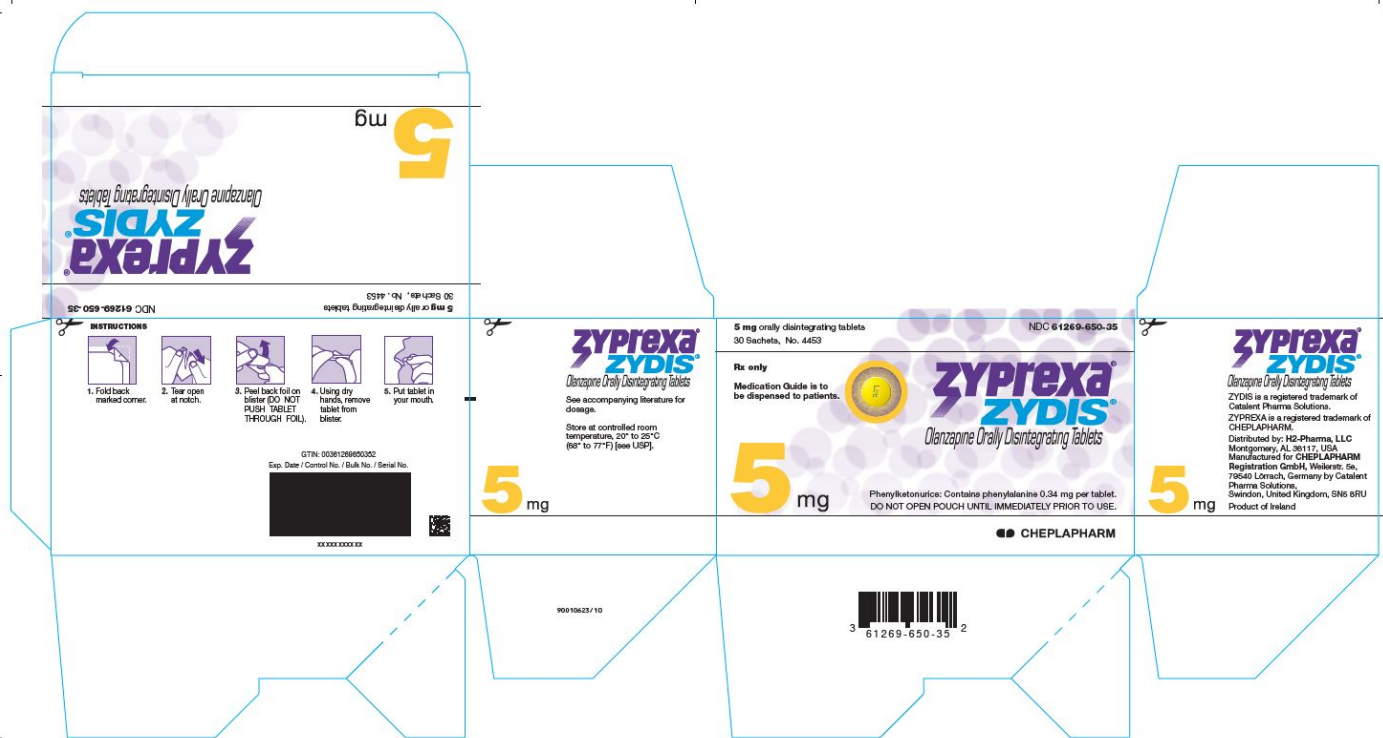 5 mg
Olanzapine Orally Disintegrating Tablets
ZYDIS®
ZYPREXA®
30 Sachets, No. 4453
5 mg orally disintegrating tablets NDC 61269-650-35
INSTRUCTIONS
1. Fold back
marked corner.
2. Tear open
at notch.
3. Peel back foil on
blister (DO NOT
PUSH TABLET
THROUGH FOIL).
4. Using dry
hands, remove
tablet from
blister.
5. Put tablet in
your mouth.
GTIN: 00361269650352
Exp. Date / Control No. / Bulk No. / Serial No.
XXXXXXXXXXX
ZYPREXA®
ZYDIS®
Olanzapine Orally Disintegrating Tablets
See accompanying literature for
dosage.
Store at controlled room
temperature, 20° to 25°C
(68° to 77°F) [see USP].
5 mg
90010623/10
5 mg orally disintegrating tablets NDC 61269-650-35
30 Sachets, No. 4453
Rx only
Medication Guide is to
be dispensed to patients.
ZYPREXA®
ZYDIS®
Olanzapine Orally Disintegrating Tablets
5 mg
Phenylketonurics: Contains phenylalanine 0.34 mg per tablet.
DO NOT OPEN POUCH UNTIL IMMEDIATELY PRIOR TO USE.
CHEPLAPHARM
3 61269-650-35 2
ZYPREXA®
ZYDIS®
Olanzapine Orally Disintegrating Tablets
ZYDIS is a registered trademark of
Catalent Pharma Solutions.
ZYPREXA is a registered trademark of
CHEPLAPHARM.
Distributed by: H2-Pharma, LLC
Montgomery, AL 36117, USA
Manufactured for CHEPLAPHARM
Registration GmbH, Weilerstr. 5e,
79540 Lörrach, Germany by Catalent
Pharma Solutions,
Swindon, United Kingdom, SN5 8RU
Product of Ireland
5 mg